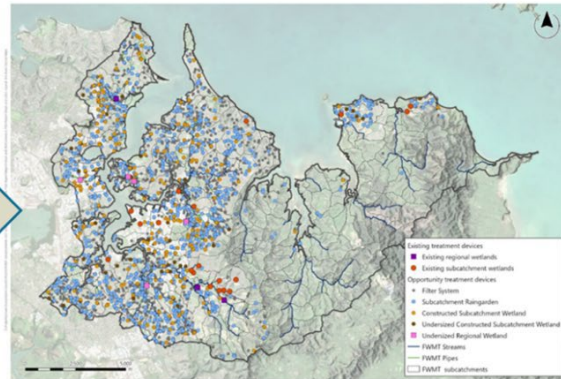 Existing treatment devices
Existing regional wetlands
Existing subcatchment wetlands
Opportunity treatment devices
Filter System
Subcatchment Raingarden
Constructed Subcatchment Wetland
Undersized Constructed Subcatchment Wetland
Undersized Regional Wetland
FWMT Streams
FWMT Pipes
FWMT subcatchments